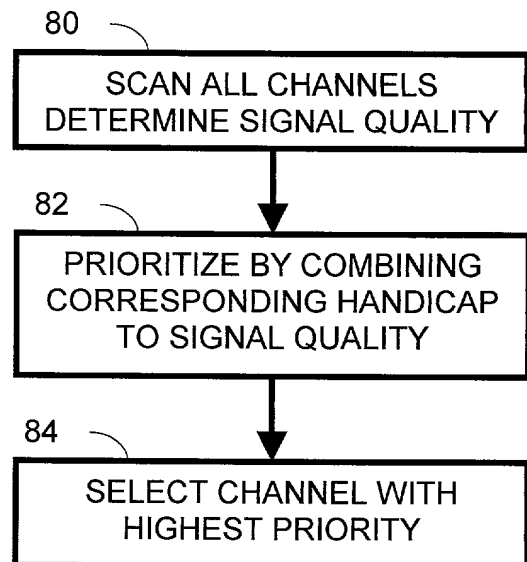 80
SCAN ALL CHANNELS
DETERMINE SIGNAL QUALITY
82
PRIORITIZE BY COMBINING
CORRESPONDING HANDICAP
TO SIGNAL QUALITY
84
SELECT CHANNEL WITH
HIGHEST PRIORITY